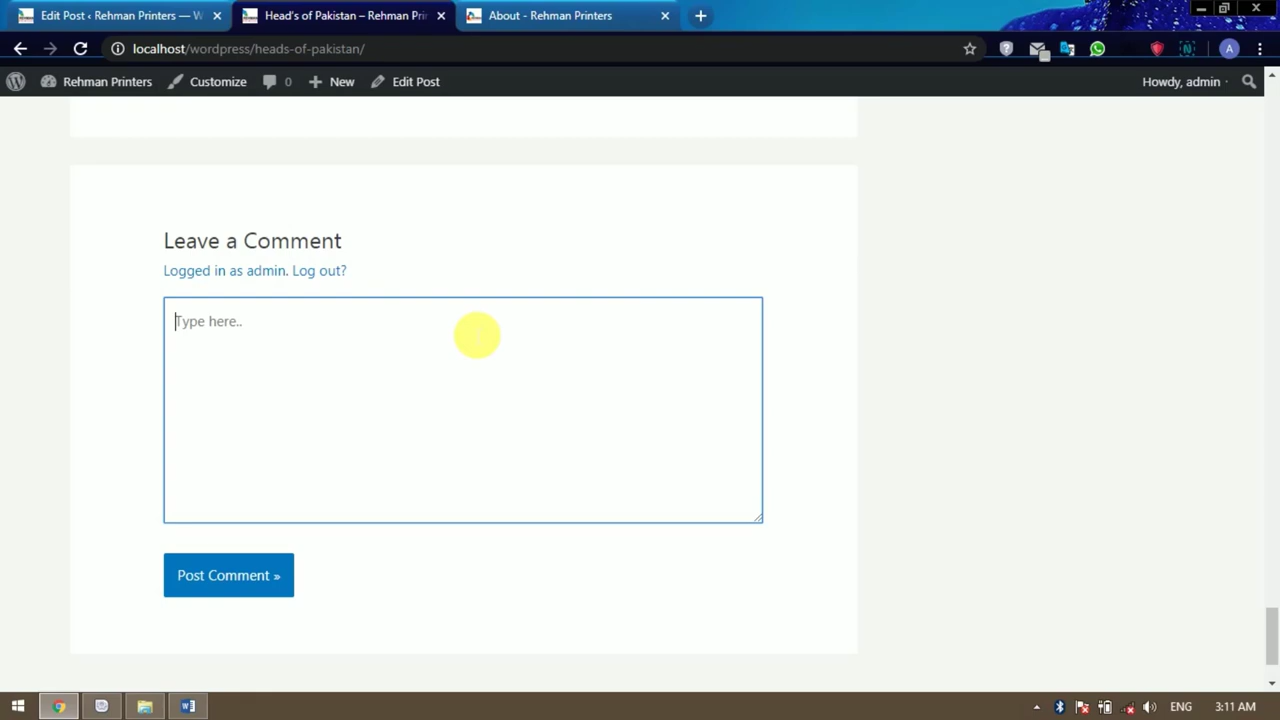 Edit Post ‹ Rehman Printers — W
Head's of Pakistan – Rehman Prin
About - Rehman Printers
localhost/wordpress/heads-of-pakistan/
A
Rehman Printers
Customize
0
New
Edit Post
Howdy, admin
Leave a Comment
Logged in as admin. Log out?
Type here..
Post Comment »
ENG
3:11 AM